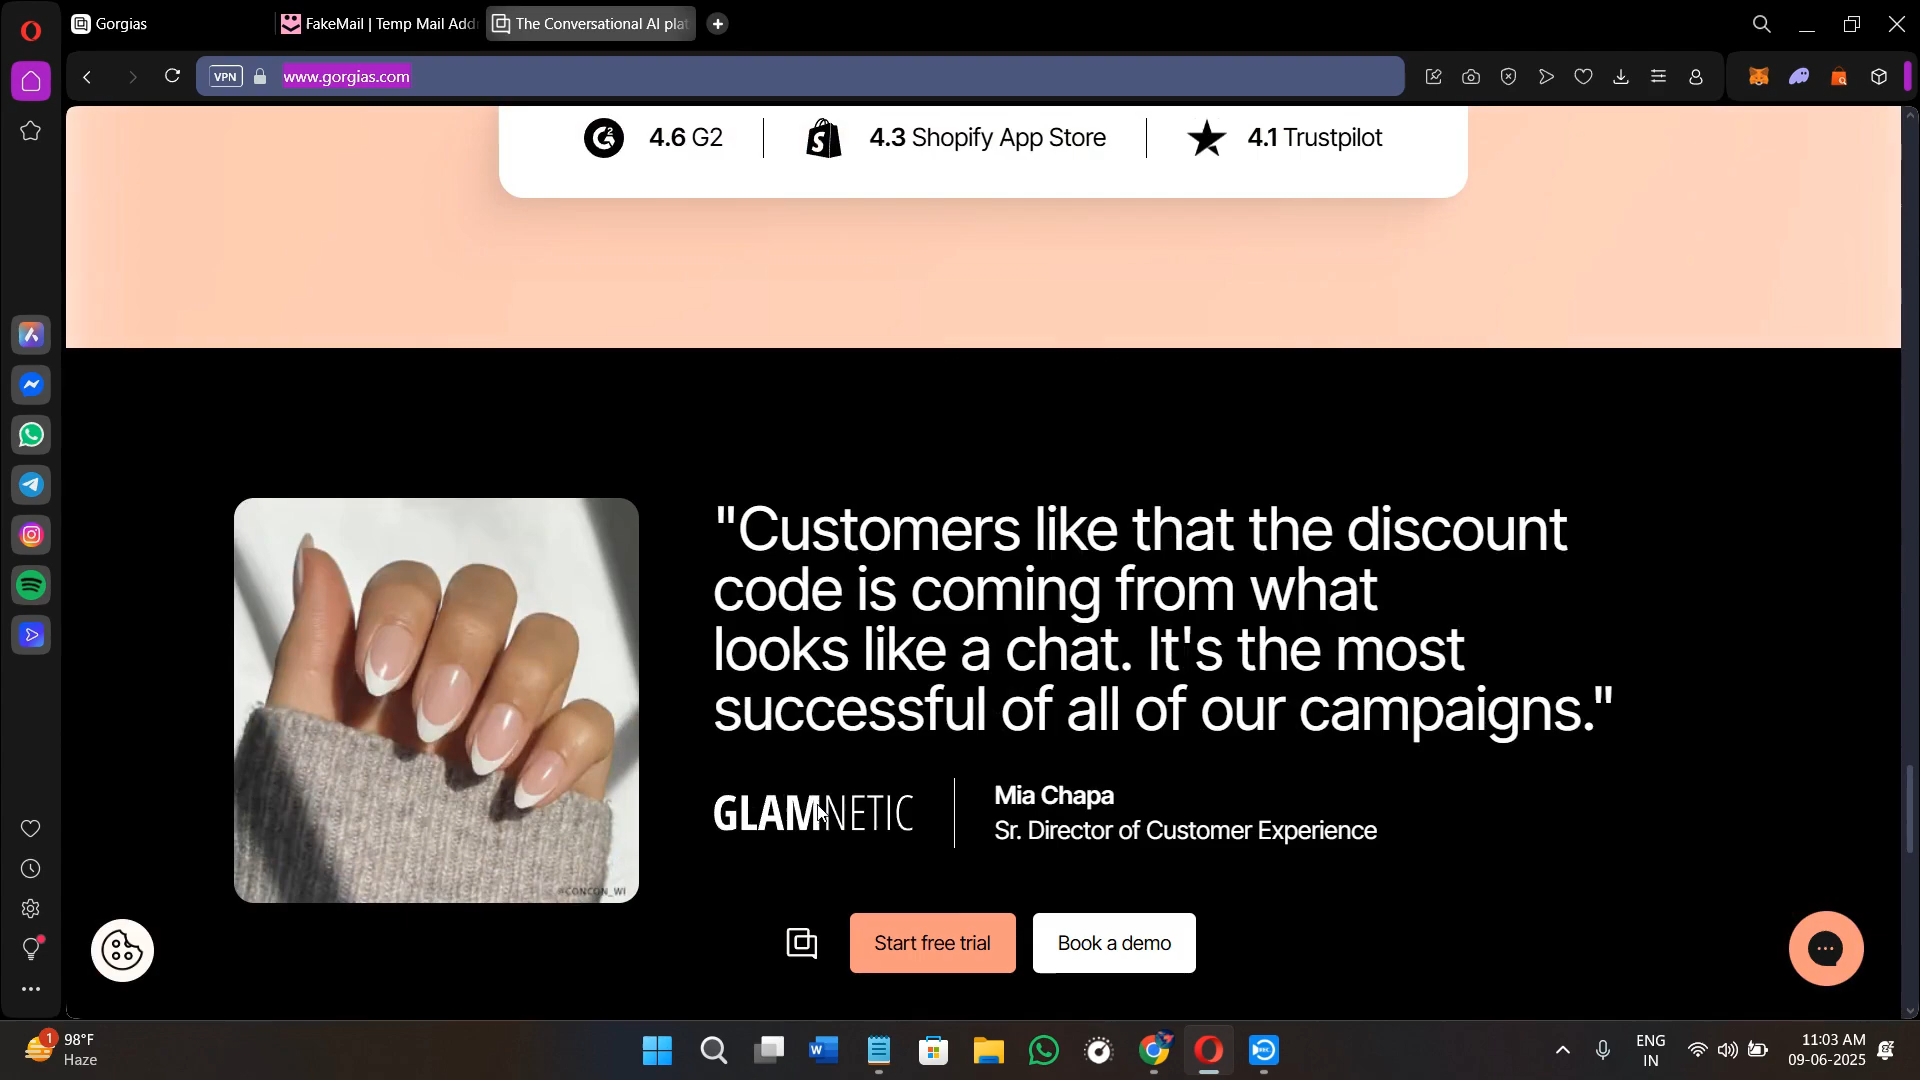 Gorgias
FakeMail | Temp Mail Add
The Conversational AI plat
VPN
www.gorgias.com
4.6 G2
4.3 Shopify App Store
4.1 Trustpilot
"Customers like that the discount
code is coming from what
looks like a chat. It's the most
successful of all of our campaigns."
GLAMNETIC
Mia Chapa
Sr. Director of Customer Experience
@CONCON_WI
Start free trial
Book a demo
1
98°F
Haze
ENG
IN
11:03 AM
09-06-2025